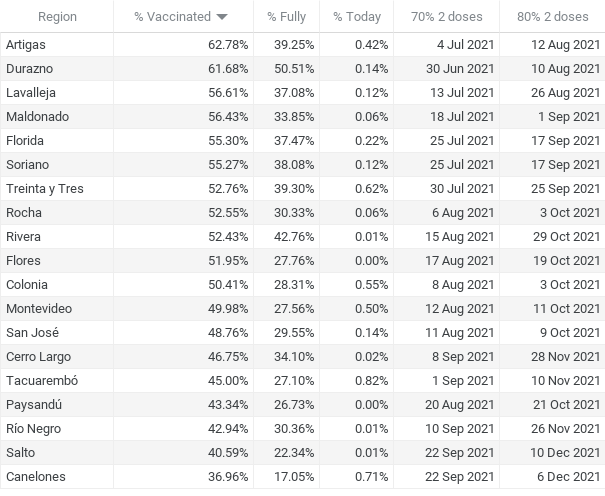 Region % Vaccinated % Fully % Today 70% 2 doses 80% 2 doses
Artigas 62.78% 39.25% 0.42% 4 Jul 2021 12 Aug 2021
Durazno 61.68% 50.51% 0.14% 30 Jun 2021 10 Aug 2021
Lavalleja 56.61% 37.08% 0.12% 13 Jul 2021 26 Aug 2021
Maldonado 56.43% 33.85% 0.06% 18 Jul 2021 1 Sep 2021
Florida 55.30% 37.47% 0.22% 25 Jul 2021 17 Sep 2021
Soriano 55.27% 38.08% 0.12% 25 Jul 2021 17 Sep 2021
Treinta y Tres 52.76% 39.30% 0.62% 30 Jul 2021 25 Sep 2021
Rocha 52.55% 30.33% 0.06% 6 Aug 2021 3 Oct 2021
Rivera 52.43% 42.76% 0.01% 15 Aug 2021 29 Oct 2021
Flores 51.95% 27.76% 0.00% 17 Aug 2021 19 Oct 2021
Colonia 50.41% 28.31% 0.55% 8 Aug 2021 3 Oct 2021
Montevideo 49.98% 27.56% 0.50% 12 Aug 2021 11 Oct 2021
San José 48.76% 29.55% 0.14% 11 Aug 2021 9 Oct 2021
Cerro Largo 46.75% 34.10% 0.02% 8 Sep 2021 28 Nov 2021
Tacuarembó 45.00% 27.10% 0.82% 1 Sep 2021 10 Nov 2021
Paysandú 43.34% 26.73% 0.00% 20 Aug 2021 21 Oct 2021
Río Negro 42.94% 30.36% 0.01% 10 Sep 2021 26 Nov 2021
Salto 40.59% 22.34% 0.01% 22 Sep 2021 10 Dec 2021
Canelones 36.96% 17.05% 0.71% 22 Sep 2021 6 Dec 2021